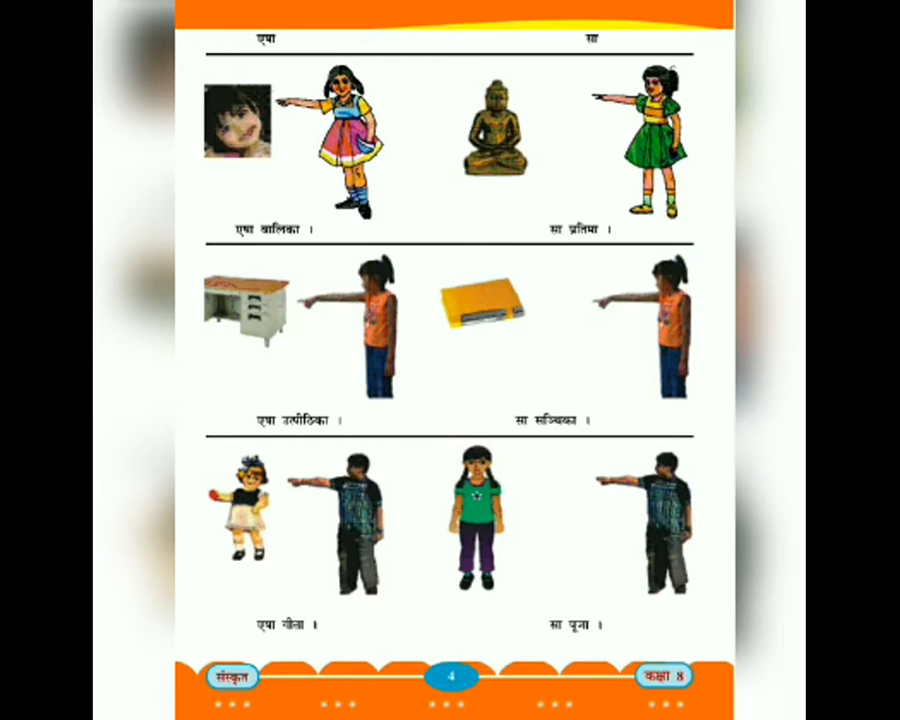 एषा सा
एषा बालिका ।
सा प्रतिमा ।
एषा उत्पीठिका ।
सा सञ्चिका ।
एषा गीता ।
सा पूजा ।
संस्कृत 4 कक्षा 8